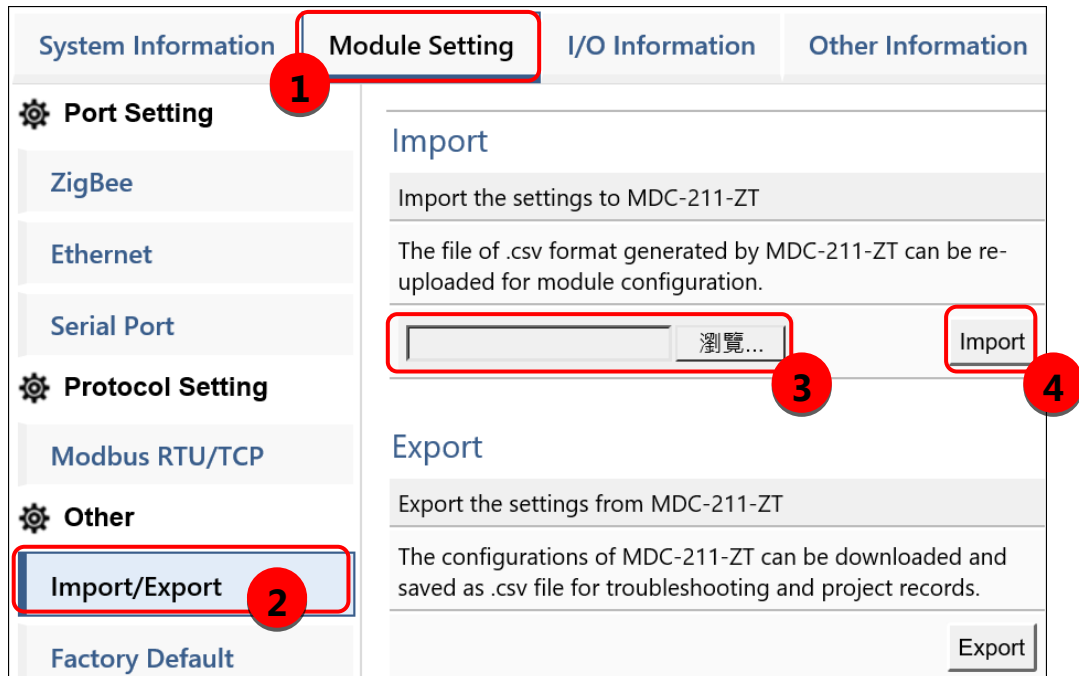 System Information
Module Setting
I/O Information
Other Information
1
Port Setting
ZigBee
Ethernet
Serial Port
Protocol Setting
Modbus RTU/TCP
Other
Import/Export
2
Factory Default
Import
Import the settings to MDC-211-ZT
The file of .csv format generated by MDC-211-ZT can be re-
uploaded for module configuration.
瀏覽...
3
Import
4
Export
Export the settings from MDC-211-ZT
The configurations of MDC-211-ZT can be downloaded and
saved as .csv file for troubleshooting and project records.
Export